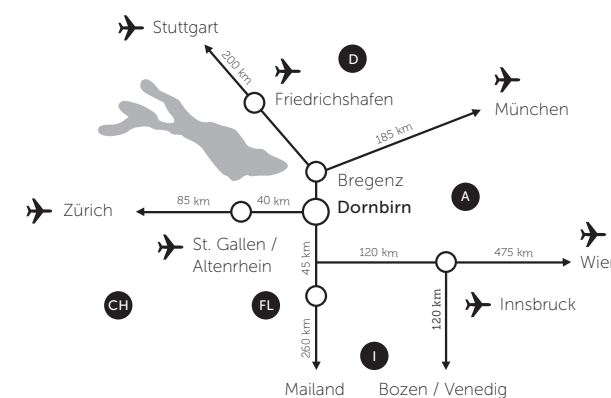 Stuttgart
200 km
D
Friedrichshafen
München
185 km
Bregenz
A
85 km
40 km
Zürich
Dornbirn
St. Gallen /
Altenrhein
45 km
120 km
475 km
Wien
CH
FL
260 km
120 km
Innsbruck
I
Mailand
Bozen / Venedig